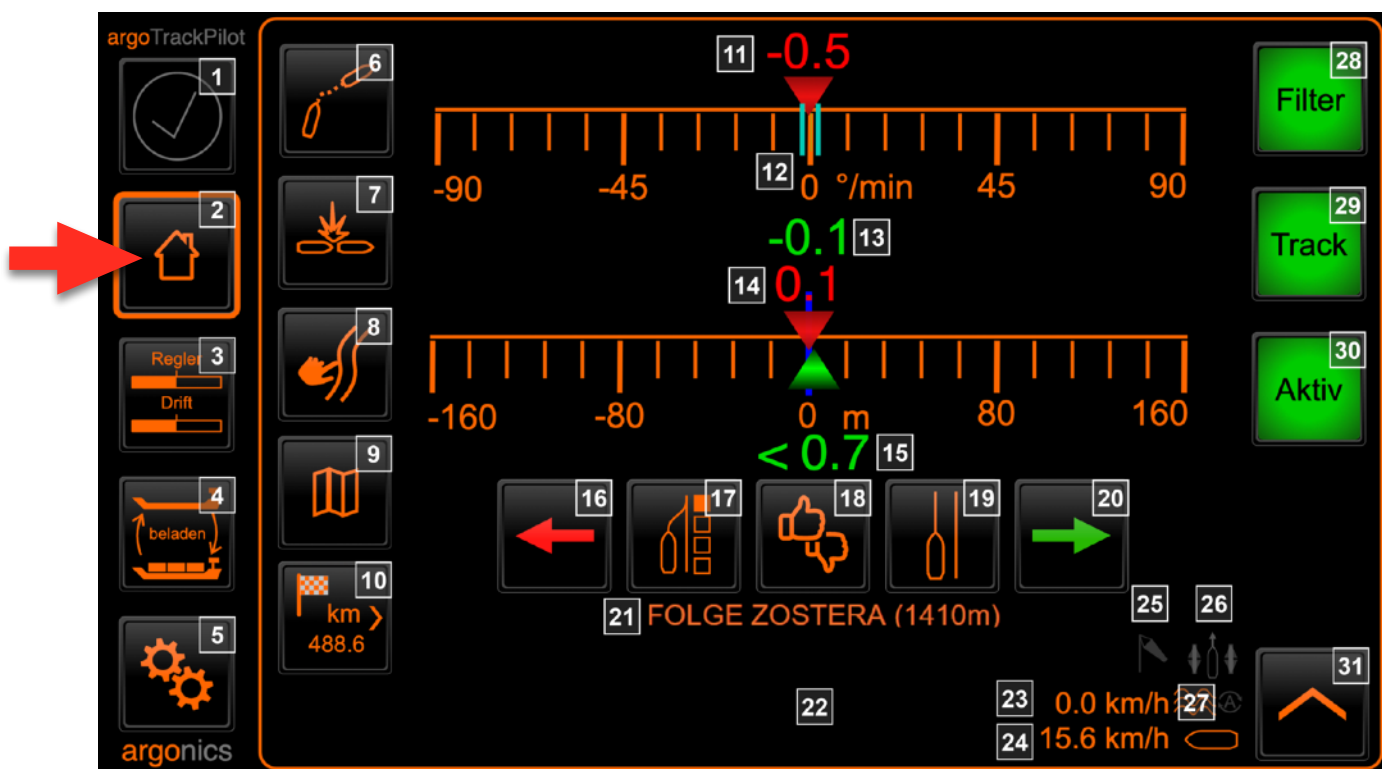 argoTrackPilot
1
2
Regler 3
Drift
4
beladen
5
argonics
6
7
8
9
10
km
488.6
11 -0.5
12
-90 -45 0 °/min 45 90
-0.1 13
14 0.1
-160 -80 0 m 80 160
< 0.7 15
16 17 18 19 20
21 FOLGE ZOSTERA (1410m)
22
25 26
23 0.0 km/h 27 A
24 15.6 km/h
28
Filter
29
Track
30
Aktiv
31